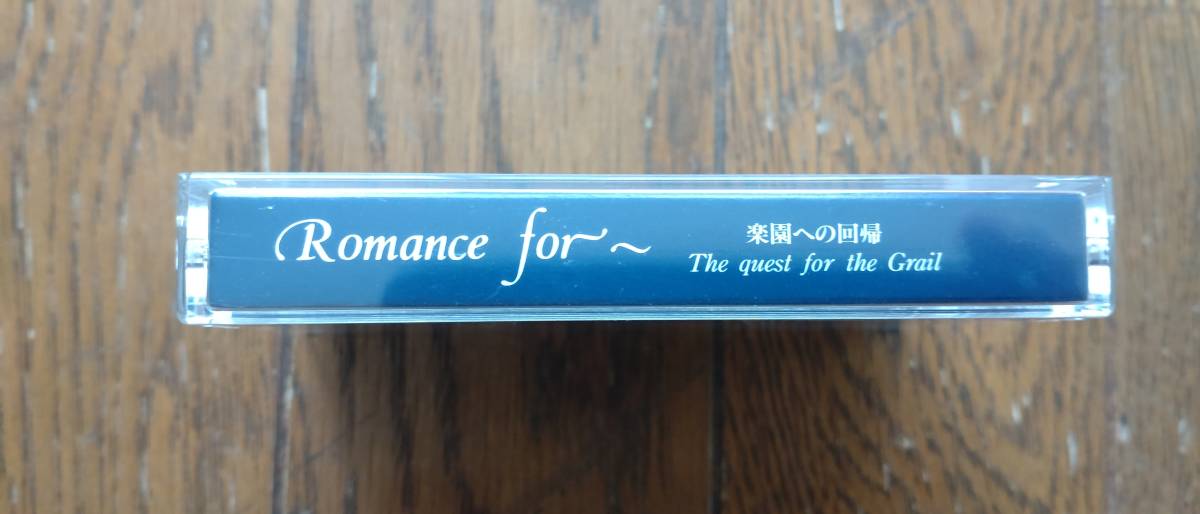 Romance for~
楽園への回帰
The quest for the Grail